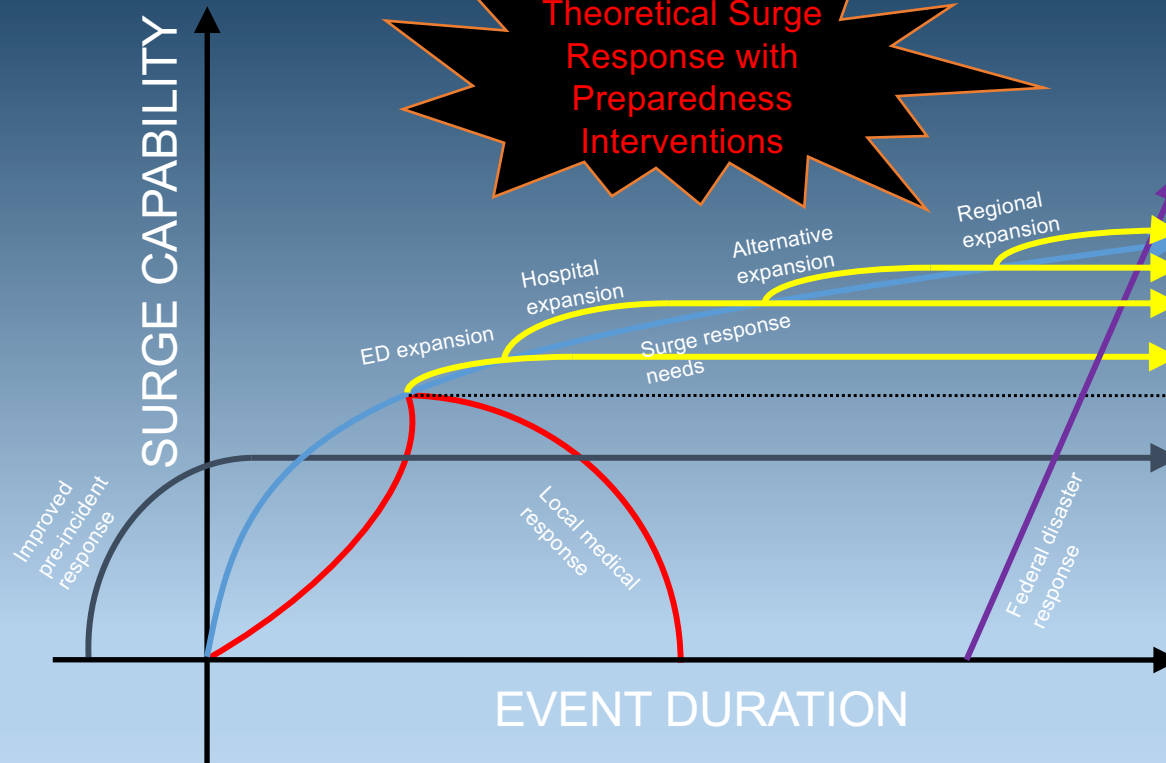 Theoretical Surge
Response with
Preparedness
Interventions
SURGE CAPABILITY
Regional
expansion
Alternative
expansion
Hospital
expansion
ED expansion
Surge response
needs
Improved
pre-incident
response
Local medical
response
Federal disaster
response
EVENT DURATION